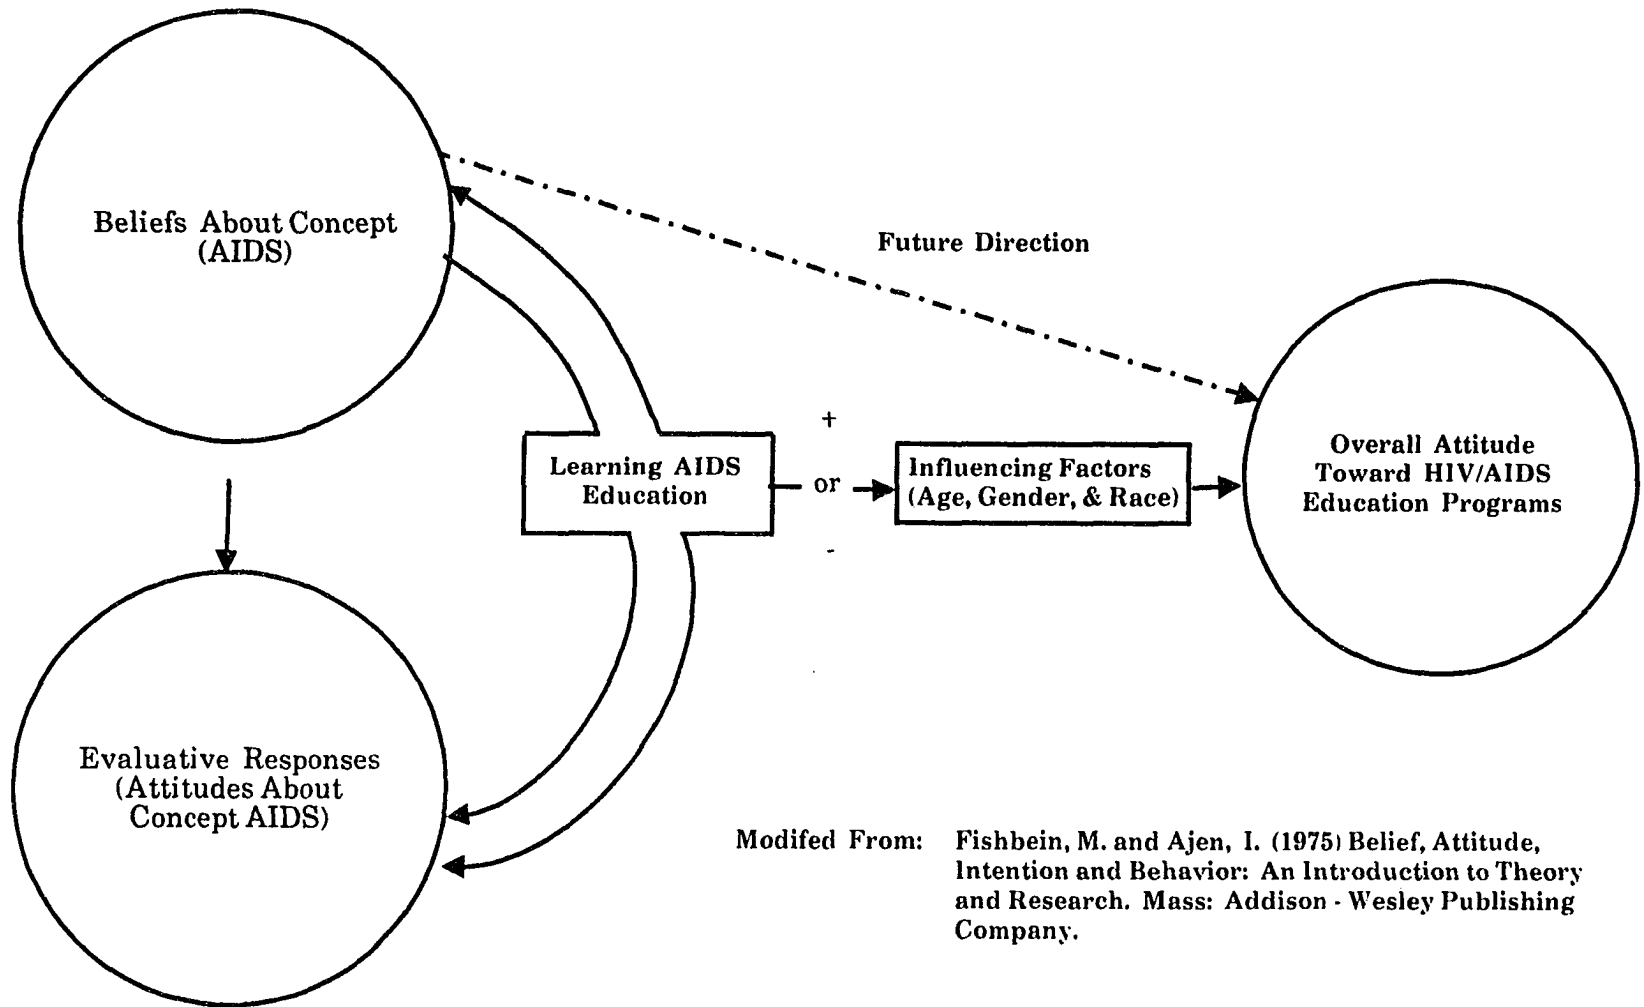 Beliefs About Concept
(AIDS)
Future Direction
Learning AIDS
Education
+
or
-
Influencing Factors
(Age, Gender, & Race)
Overall Attitude
Toward HIV/AIDS
Education Programs
Evaluative Responses
(Attitudes About
Concept AIDS)
Modifed From: Fishbein, M. and Ajen, I. (1975) Belief, Attitude,
Intention and Behavior: An Introduction to Theory
and Research. Mass: Addison - Wesley Publishing
Company.